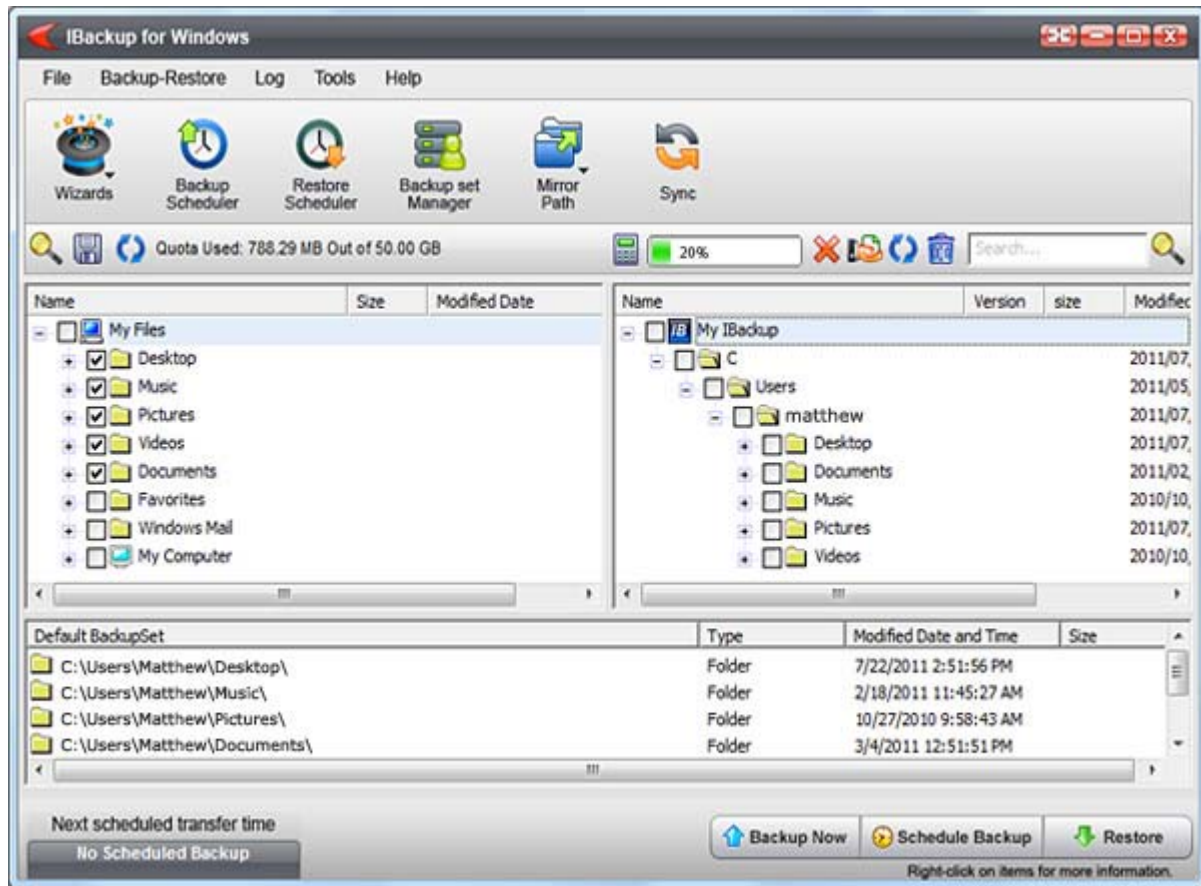 IBackup for Windows
File Backup-Restore Log Tools Help
Wizards
Backup Scheduler
Restore Scheduler
Backup set Manager
Mirror Path
Sync
Quota Used: 788.29 MB Out of 50.00 GB
20%
Search...
Name Size Modified Date
My Files
Desktop
Music
Pictures
Videos
Documents
Favorites
Windows Mail
My Computer
Name Version size Modified
IB My IBackup
C 2011/07,
Users 2011/05,
matthew 2011/07,
Desktop 2011/07,
Documents 2011/02,
Music 2010/10,
Pictures 2011/07,
Videos 2010/10,
Default BackupSet Type Modified Date and Time Size
C:\Users\Matthew\Desktop\ Folder 7/22/2011 2:51:56 PM
C:\Users\Matthew\Music\ Folder 2/18/2011 11:45:27 AM
C:\Users\Matthew\Pictures\ Folder 10/27/2010 9:58:43 AM
C:\Users\Matthew\Documents\ Folder 3/4/2011 12:51:51 PM
Next scheduled transfer time
No Scheduled Backup
Backup Now Schedule Backup Restore
Right-click on items for more information.